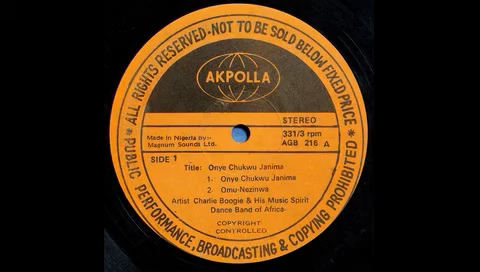 ALL RIGHTS RESERVED · NOT TO BE SOLD BELOW FIXED PRICE
AKPOLLA
STEREO
Made in Nigeria by:-
Magnum Sounds Ltd.
331/3 rpm
AGB 216 A
SIDE 1
Title: Onye Chukwu Janima
1. Onye Chukwu Janima
2. Omu-Nezinwa
Artist Charlie Boogie & His Music Spirit
Dance Band of Africa-
COPYRIGHT
CONTROLLED
* PUBLIC PERFORMANCE, BROADCASTING & COPYING PROHIBITED *